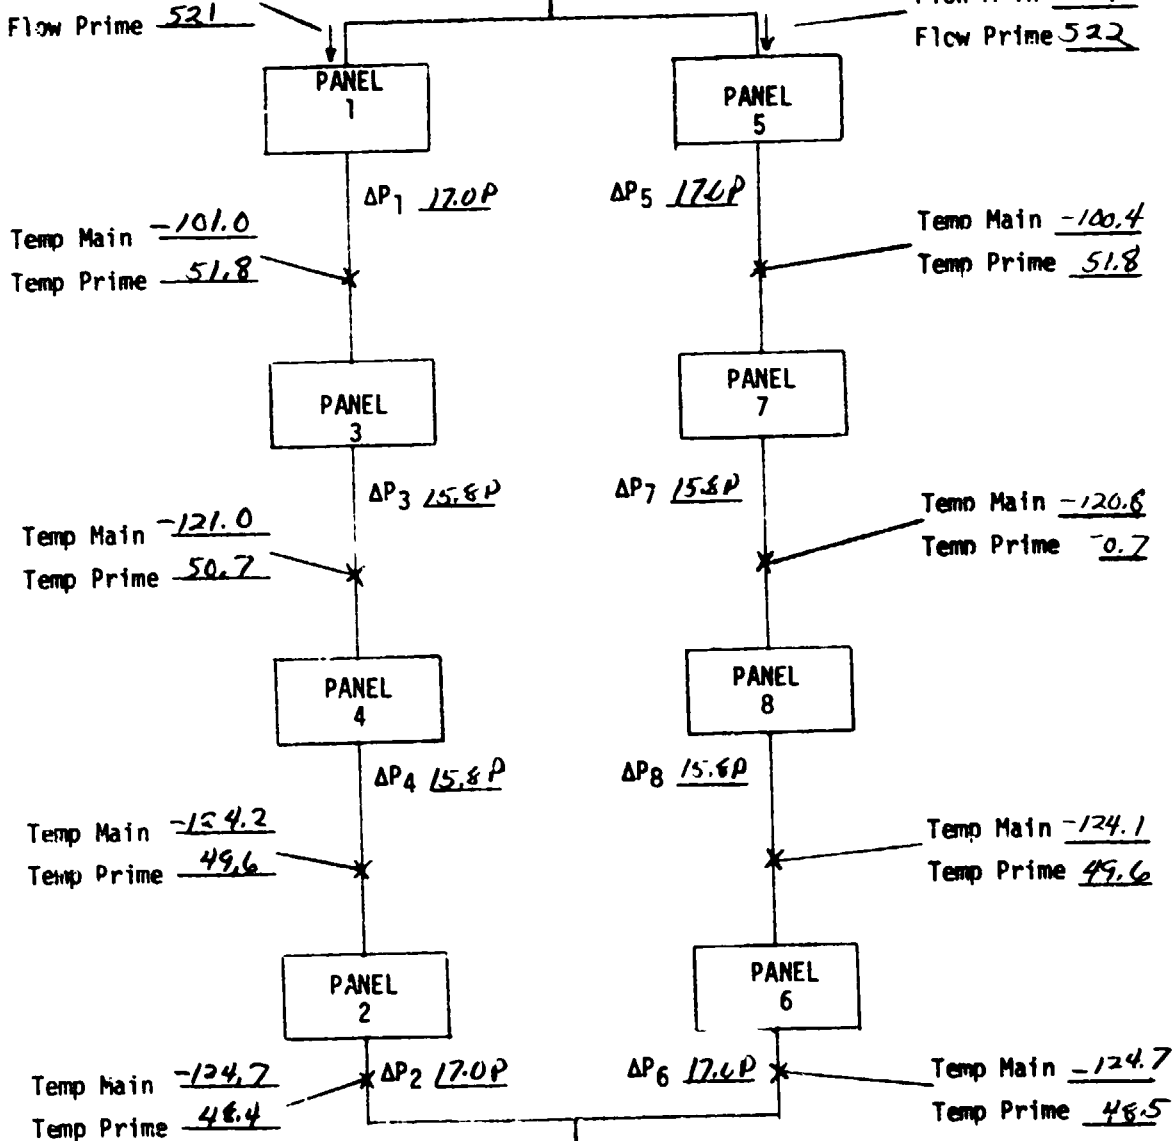 Flow Prime 521
Flow Prime 522
PANEL
1
PANEL
5
ΔP1 17.0P
ΔP5 17.0P
Temp Main -101.0
Temp Prime 51.8
Temp Main -100.4
Temp Prime 51.8
PANEL
3
PANEL
7
ΔP3 15.8P
ΔP7 15.8P
Temp Main -121.0
Temp Prime 50.7
Temp Main -120.8
Temp Prime 0.7
PANEL
4
PANEL
8
ΔP4 15.8P
ΔP8 15.8P
Temp Main
Temp Prime 49.6
Temp Main -124.1
Temp Prime 49.6
PANEL
2
PANEL
6
Temp Main -124.7
Temp Prime 48.4
ΔP2 17.0P
ΔP6 17.0P
Temp Main -124.7
Temp Prime 48.5